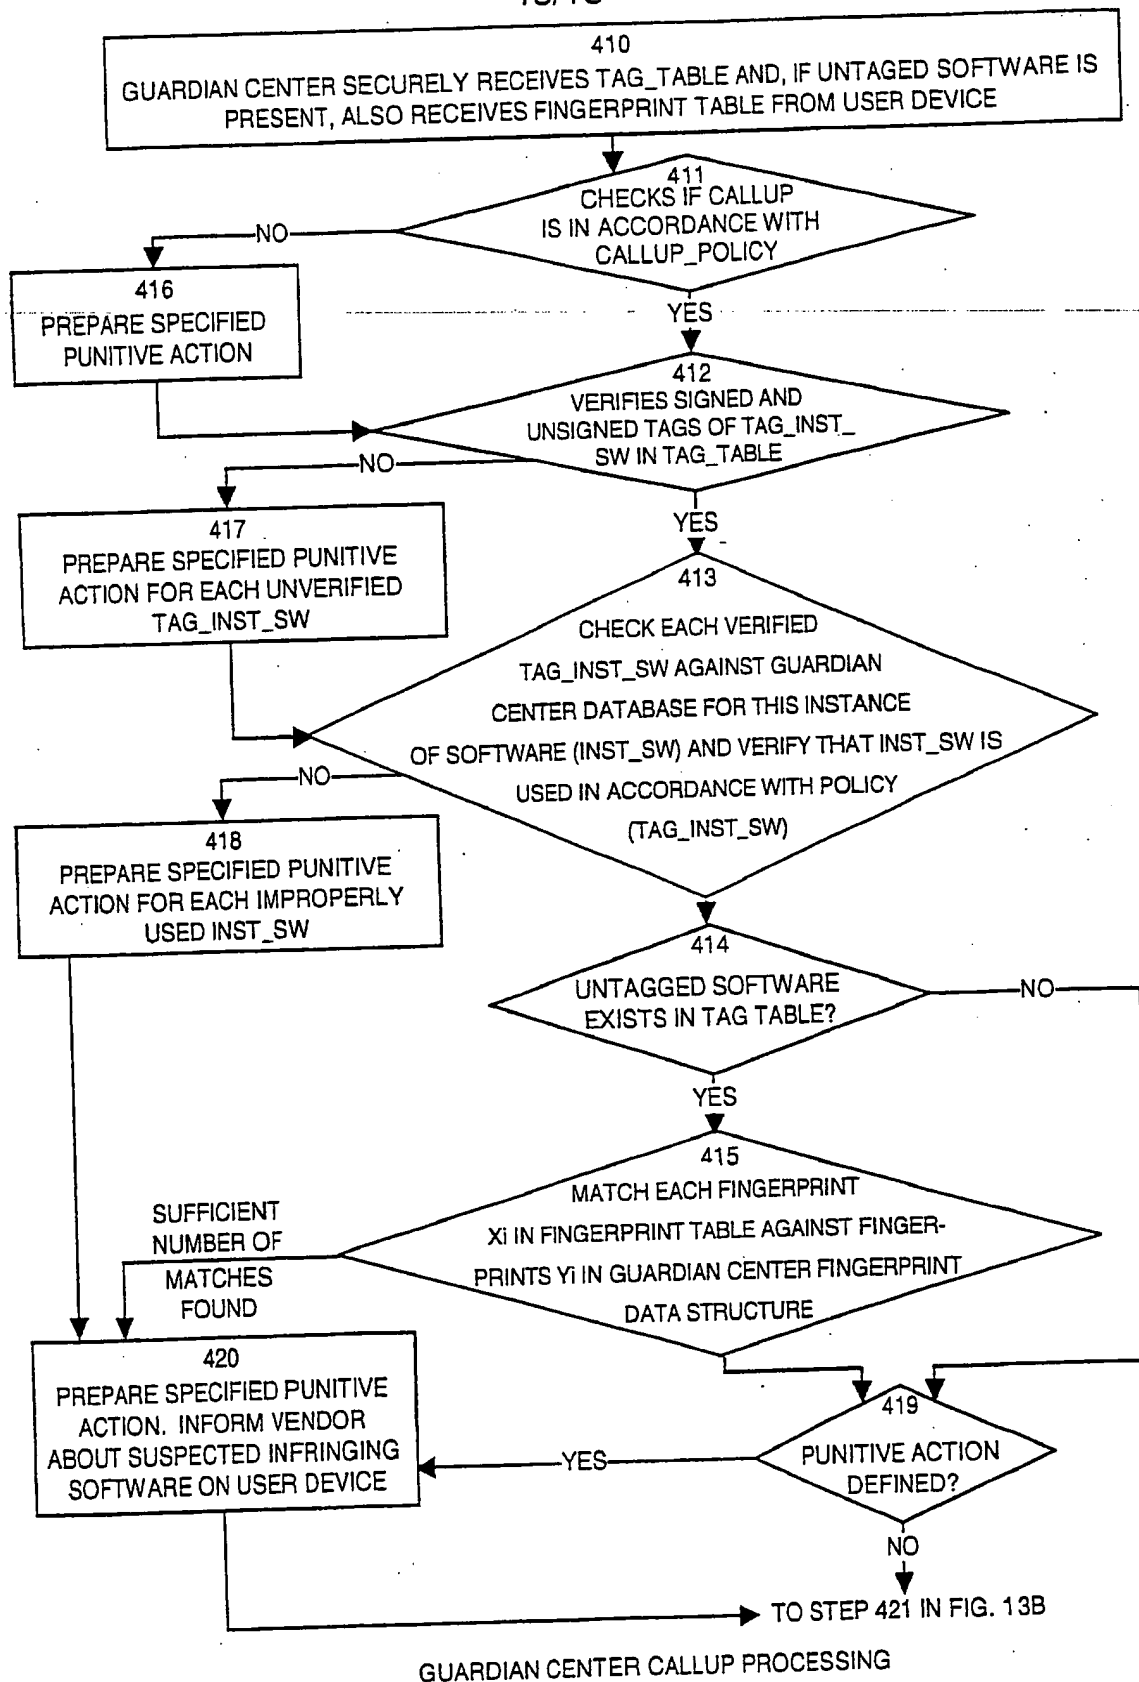 410
GUARDIAN CENTER SECURELY RECEIVES TAG_TABLE AND, IF UNTAGED SOFTWARE IS
PRESENT, ALSO RECEIVES FINGERPRINT TABLE FROM USER DEVICE
411
CHECKS IF CALLUP
IS IN ACCORDANCE WITH
CALLUP_POLICY
NO
YES
416
PREPARE SPECIFIED
PUNITIVE ACTION
412
VERIFIES SIGNED AND
UNSIGNED TAGS OF TAG_INST_
SW IN TAG_TABLE
NO
YES
417
PREPARE SPECIFIED PUNITIVE
ACTION FOR EACH UNVERIFIED
TAG_INST_SW
413
CHECK EACH VERIFIED
TAG_INST_SW AGAINST GUARDIAN
CENTER DATABASE FOR THIS INSTANCE
OF SOFTWARE (INST_SW) AND VERIFY THAT INST_SW IS
USED IN ACCORDANCE WITH POLICY
(TAG_INST_SW)
NO
418
PREPARE SPECIFIED PUNITIVE
ACTION FOR EACH IMPROPERLY
USED INST_SW
414
UNTAGGED SOFTWARE
EXISTS IN TAG TABLE?
NO
YES
415
MATCH EACH FINGERPRINT
Xi IN FINGERPRINT TABLE AGAINST FINGER-
PRINTS Yi IN GUARDIAN CENTER FINGERPRINT
DATA STRUCTURE
SUFFICIENT
NUMBER OF
MATCHES
FOUND
420
PREPARE SPECIFIED PUNITIVE
ACTION. INFORM VENDOR
ABOUT SUSPECTED INFRINGING
SOFTWARE ON USER DEVICE
419
PUNITIVE ACTION
DEFINED?
YES
NO
TO STEP 421 IN FIG. 13B
GUARDIAN CENTER CALLUP PROCESSING